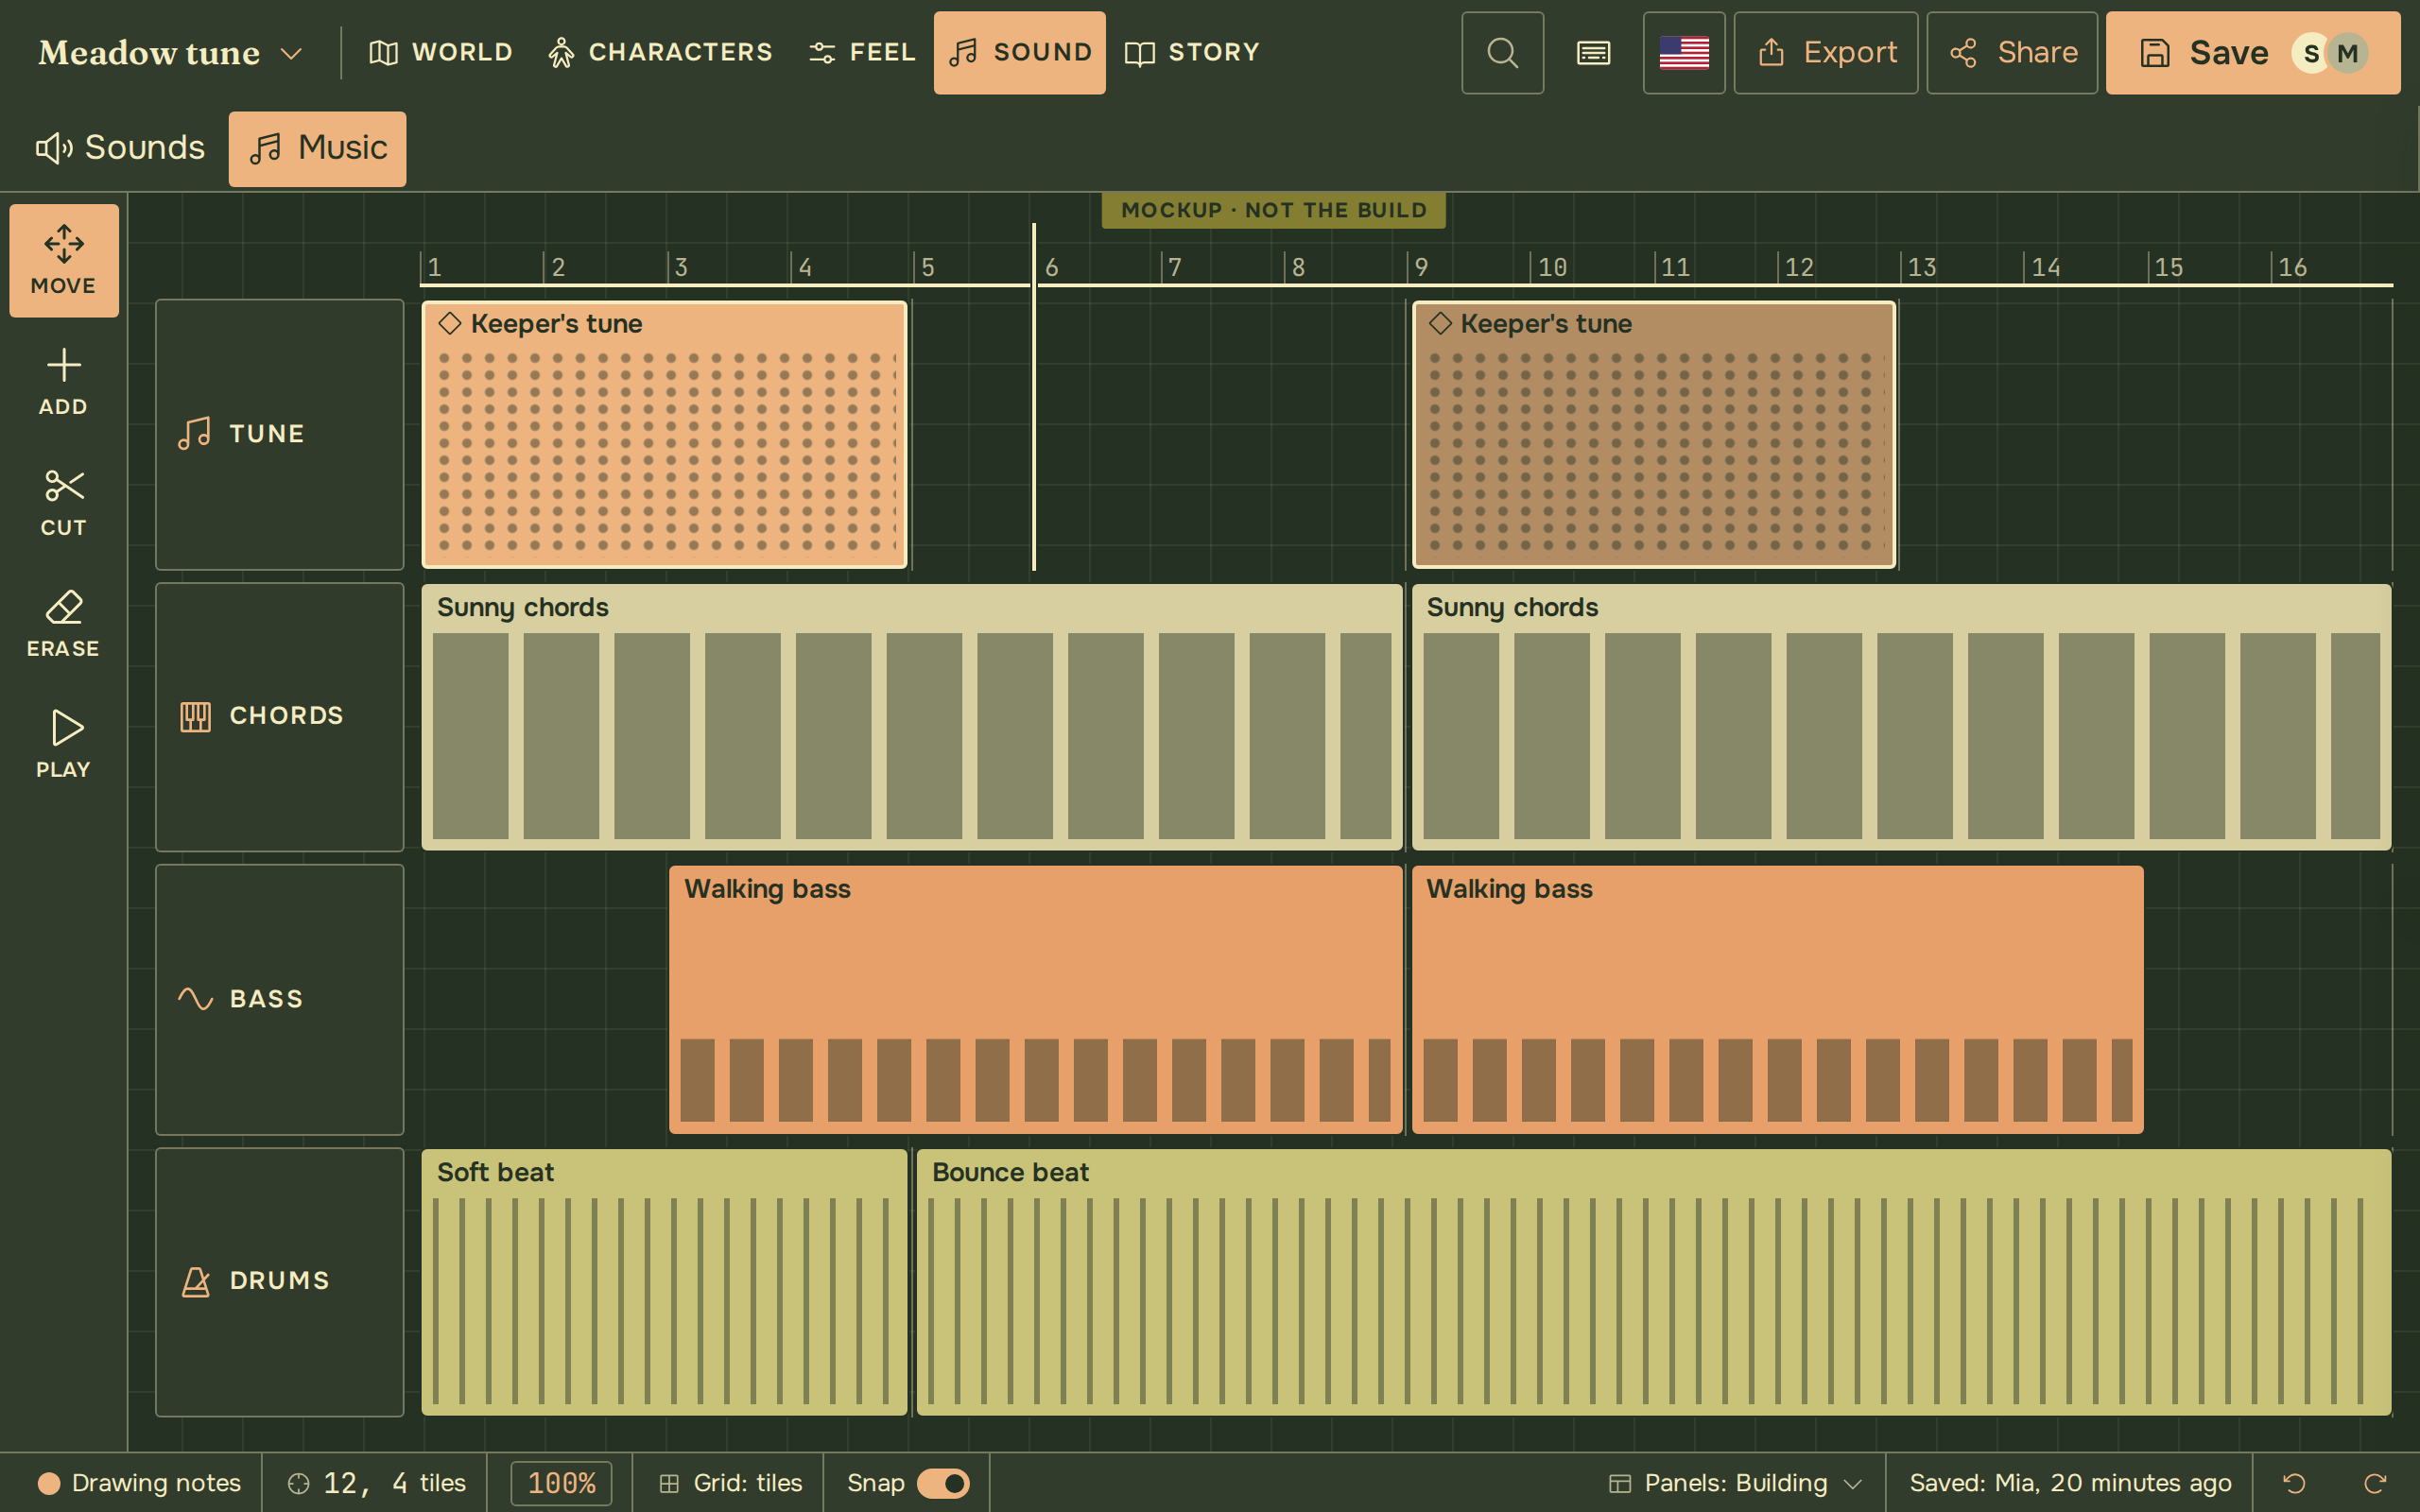 Meadow tune
WORLD
CHARACTERS
FEEL
SOUND
STORY
Export
Share
Save
S
M
Sounds
Music
MOCKUP · NOT THE BUILD
MOVE
ADD
CUT
ERASE
PLAY
1 2 3 4 5 6 7 8 9 10 11 12 13 14 15 16
TUNE
Keeper's tune
Keeper's tune
CHORDS
Sunny chords
Sunny chords
BASS
Walking bass
Walking bass
DRUMS
Soft beat
Bounce beat
Drawing notes
12, 4 tiles
100%
Grid: tiles
Snap
Panels: Building
Saved: Mia, 20 minutes ago